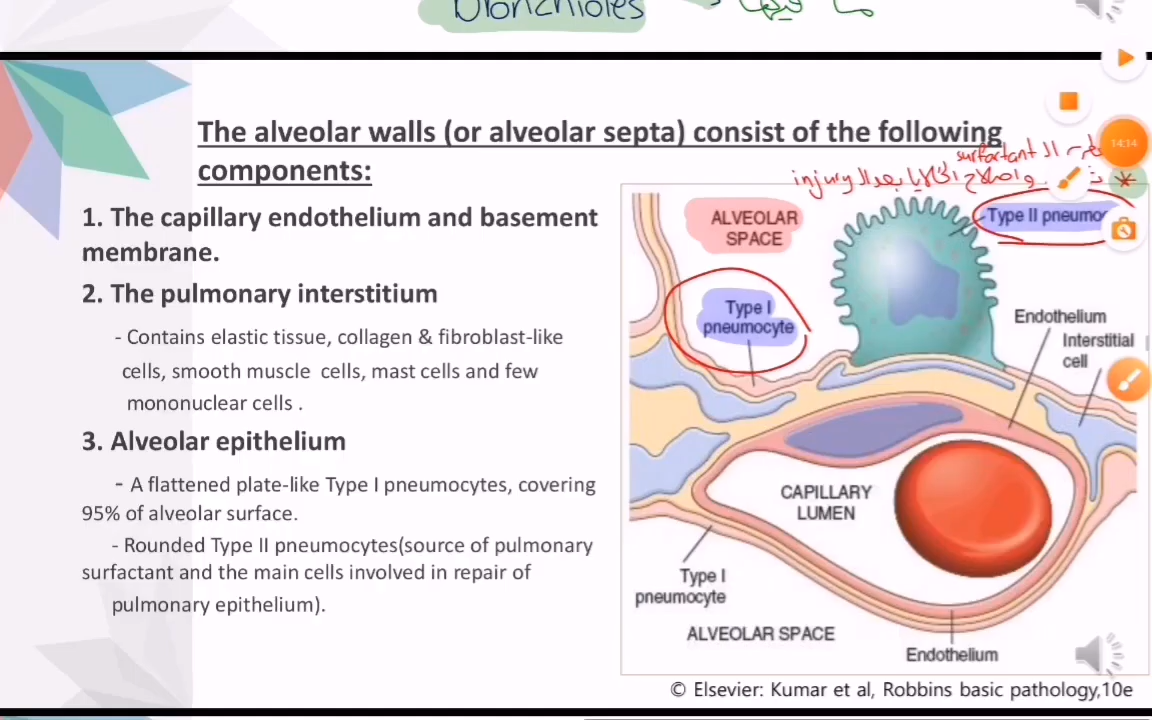 bronchioles
The alveolar walls (or alveolar septa) consist of the following
components:
surfactant ال
واصلاح الخلايا بعد ال injury
1. The capillary endothelium and basement
membrane.
2. The pulmonary interstitium
- Contains elastic tissue, collagen & fibroblast-like
cells, smooth muscle cells, mast cells and few
mononuclear cells .
3. Alveolar epithelium
- A flattened plate-like Type I pneumocytes, covering
95% of alveolar surface.
- Rounded Type II pneumocytes(source of pulmonary
surfactant and the main cells involved in repair of
pulmonary epithelium).
14:14
ALVEOLAR
SPACE
Type II pneumo
Type I
pneumocyte
Endothelium
Interstitial
cell
CAPILLARY
LUMEN
Type I
pneumocyte
ALVEOLAR SPACE
Endothelium
© Elsevier: Kumar et al, Robbins basic pathology,10e